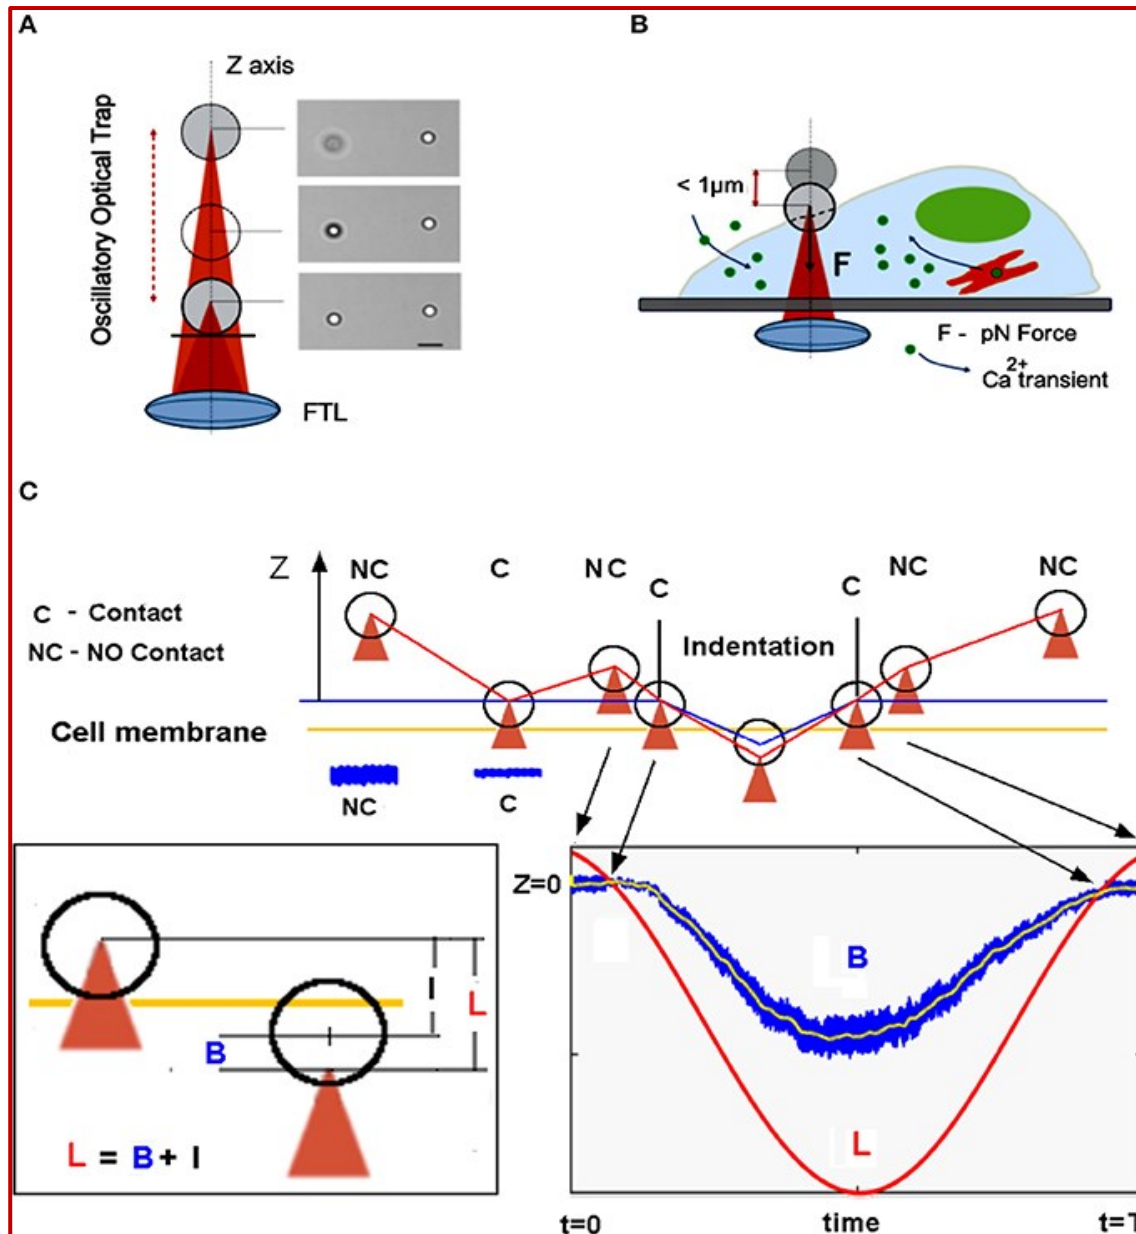 A
Z axis
Oscillatory Optical Trap
FTL
B
< 1µm
F
F - pN Force
Ca2+ transient
C
Z
NC
C
NC
C
C
NC
NC
C - Contact
NC - NO Contact
Indentation
Cell membrane
NC
C
I
L
B
L = B + I
Z=0
B
L
t=0
time
t=T